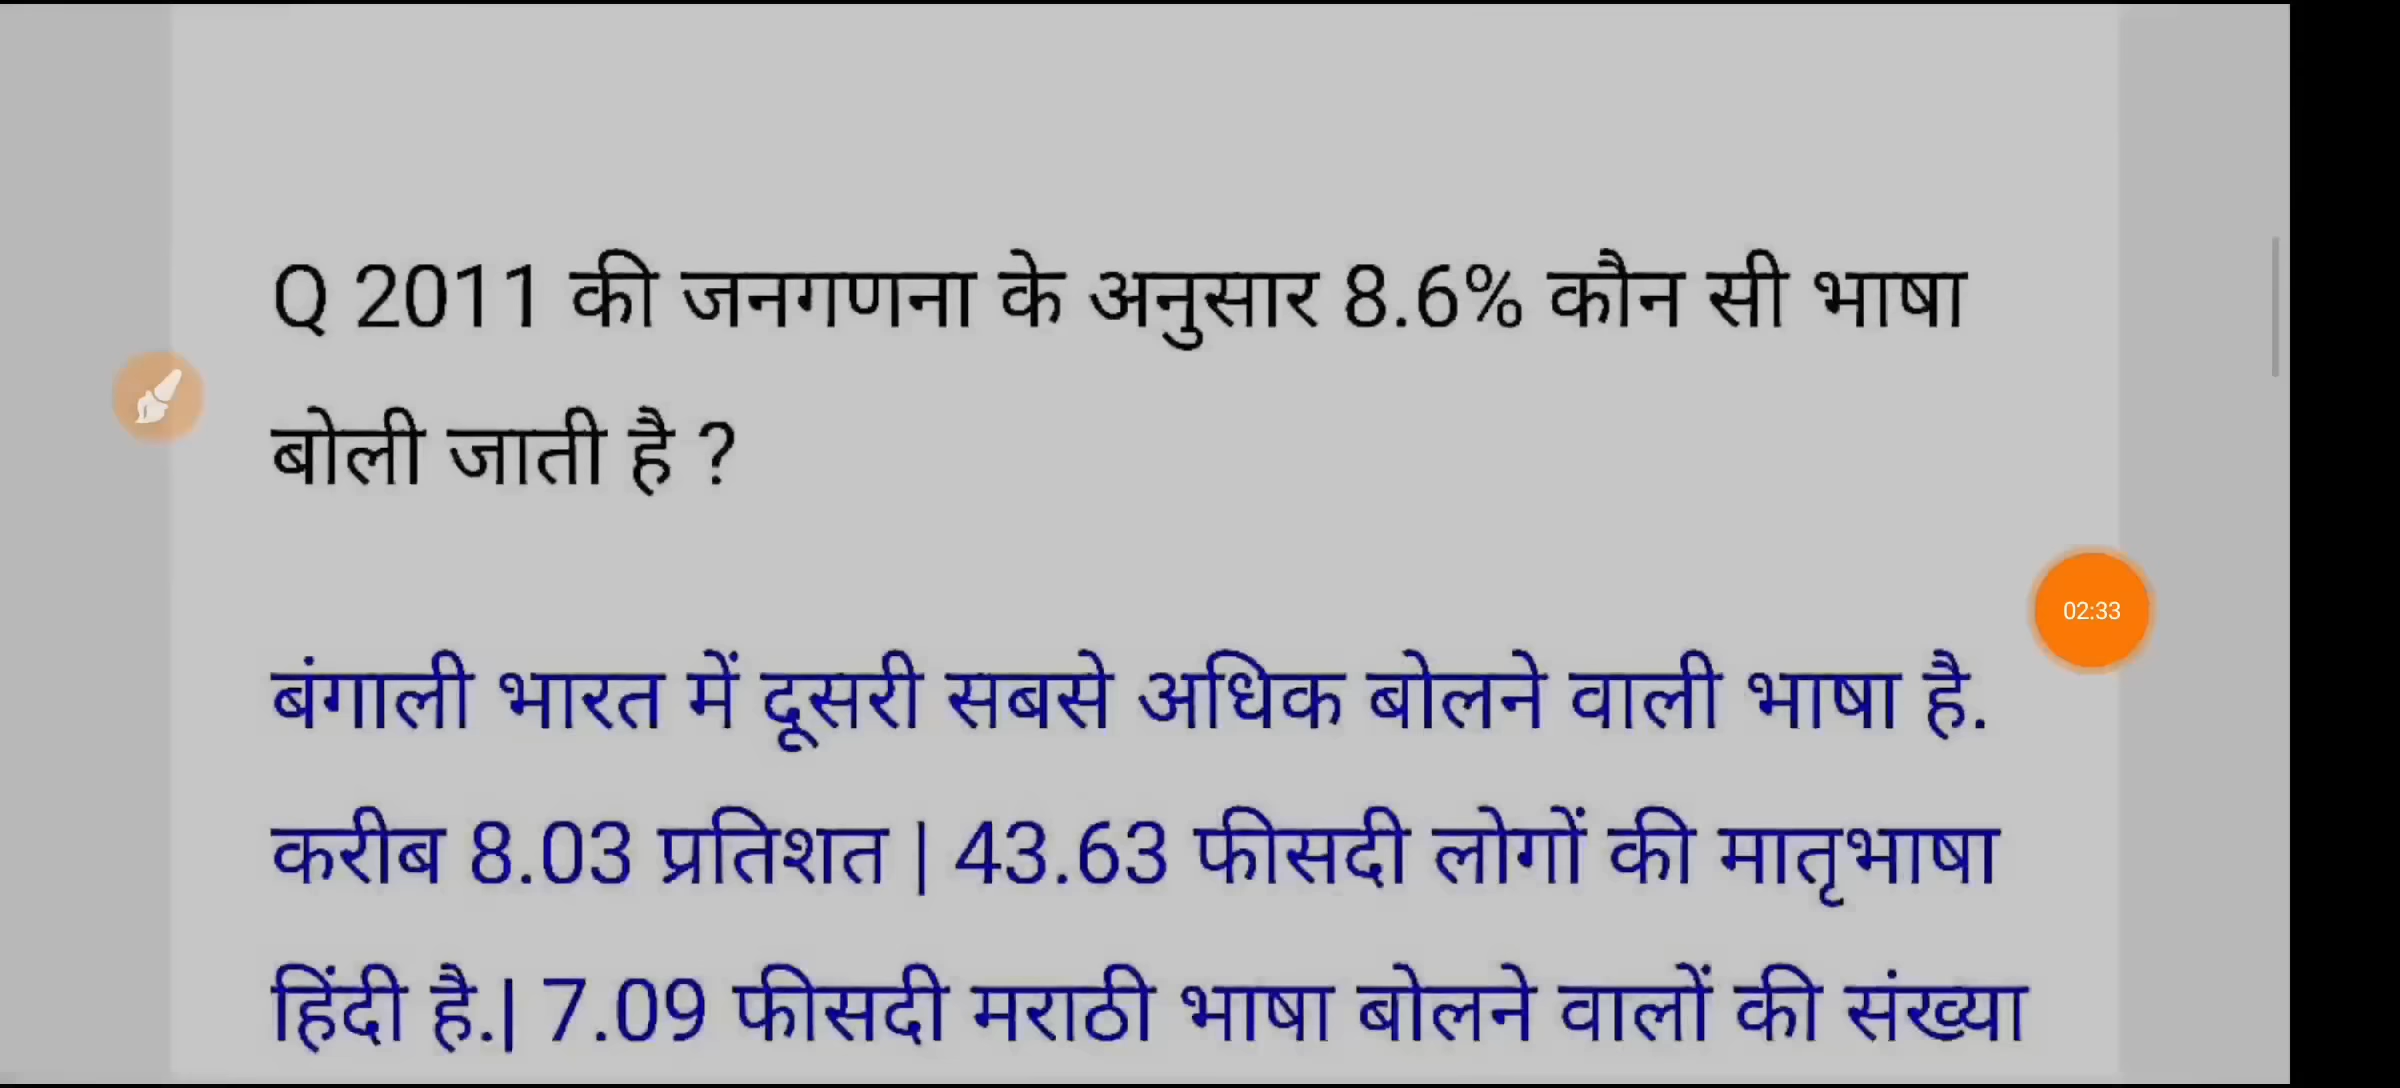 Q 2011 की जनगणना के अनुसार 8.6% कौन सी भाषा
बोली जाती है ?
02:33
बंगाली भारत में दूसरी सबसे अधिक बोलने वाली भाषा है.
करीब 8.03 प्रतिशत | 43.63 फीसदी लोगों की मातृभाषा
हिंदी है.| 7.09 फीसदी मराठी भाषा बोलने वालों की संख्या